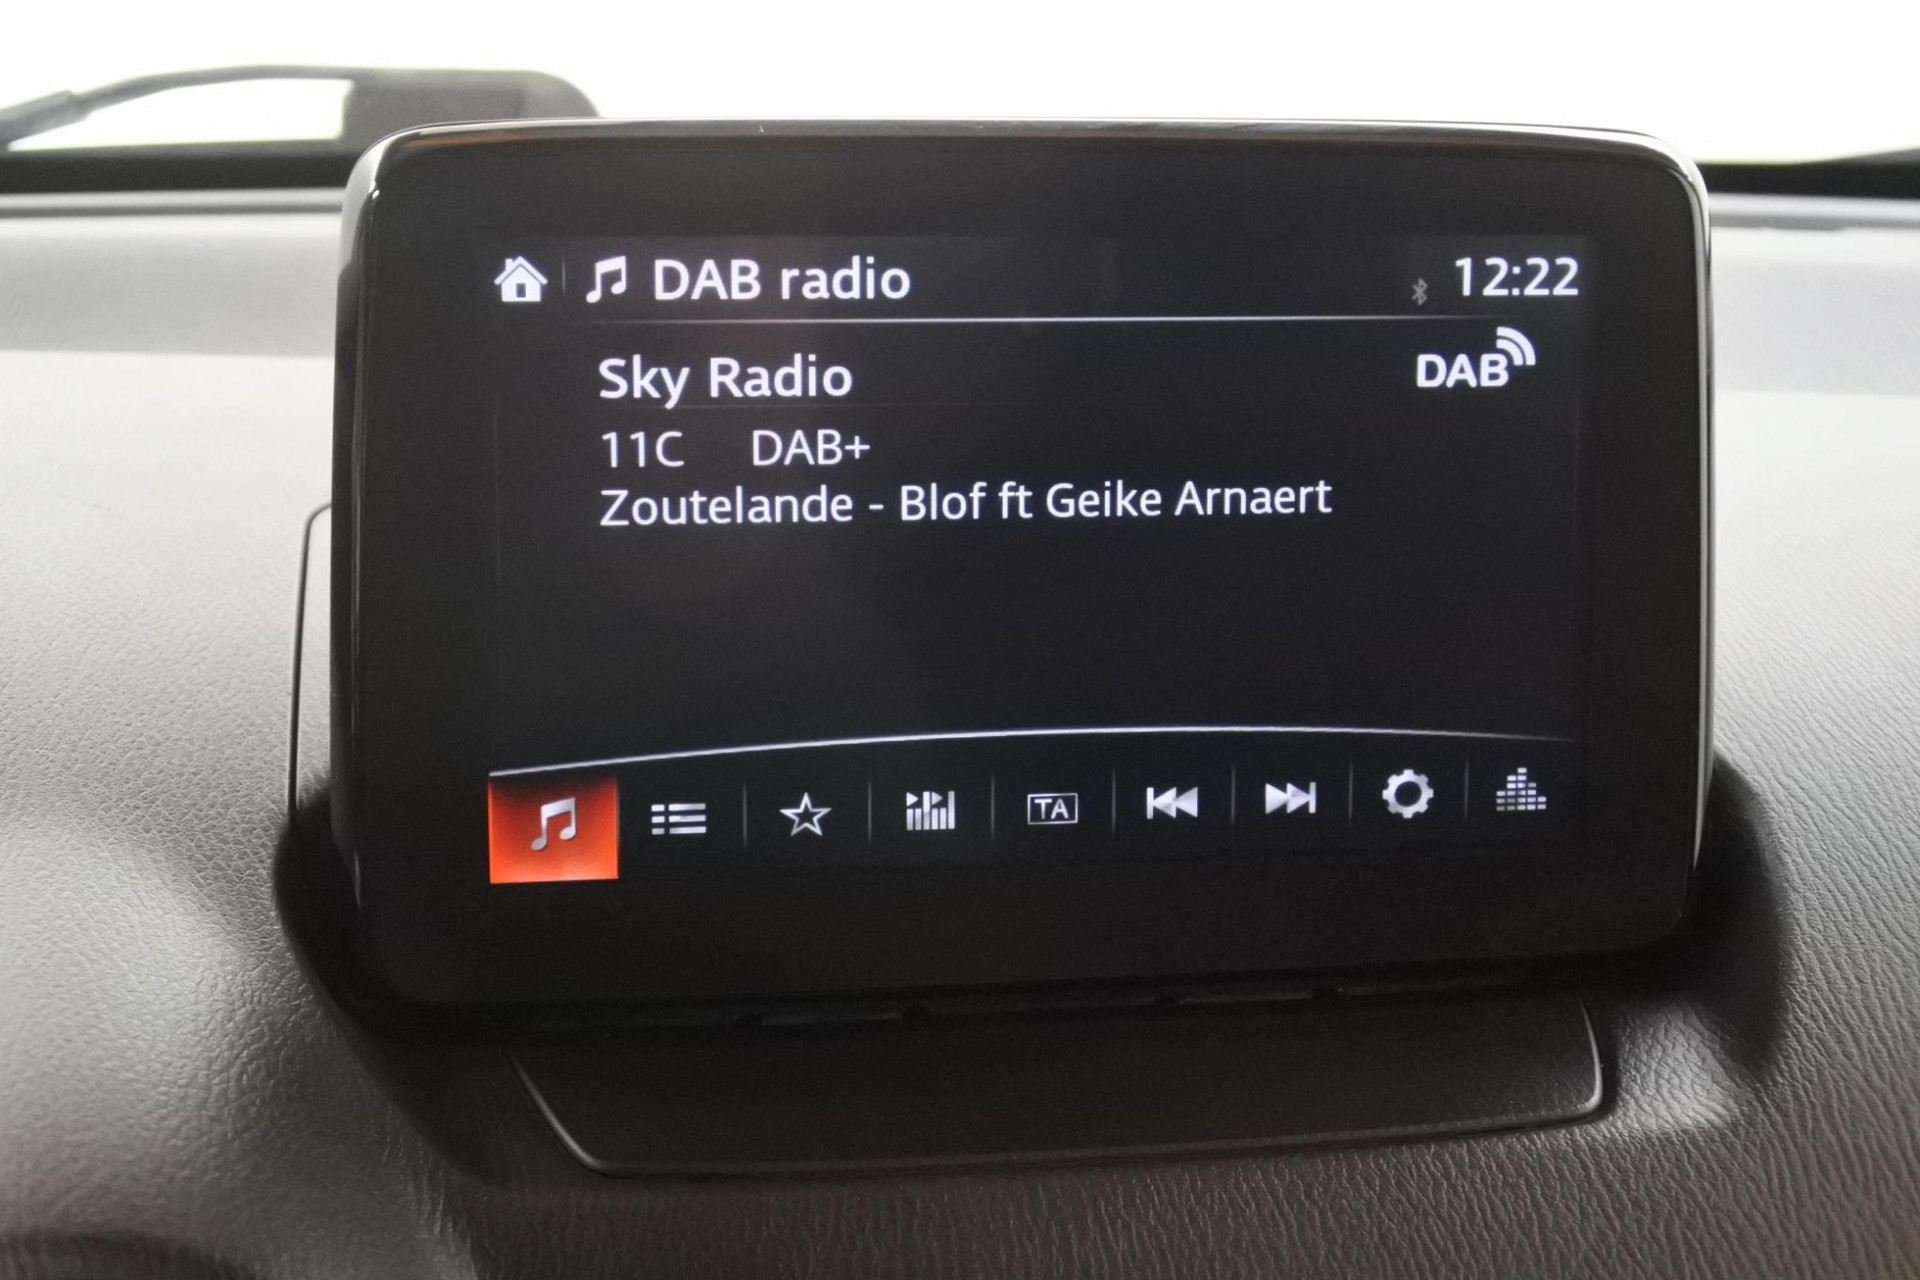 DAB radio 12:22
Sky Radio DAB
11C DAB+
Zoutelande - Blof ft Geike Arnaert
TA